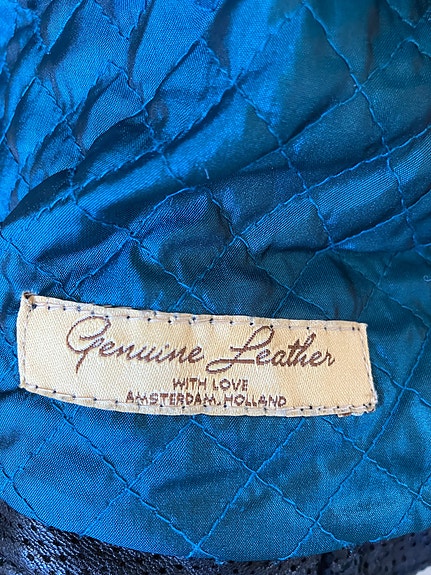 Genuine Leather
WITH LOVE
AMSTERDAM. HOLLAND